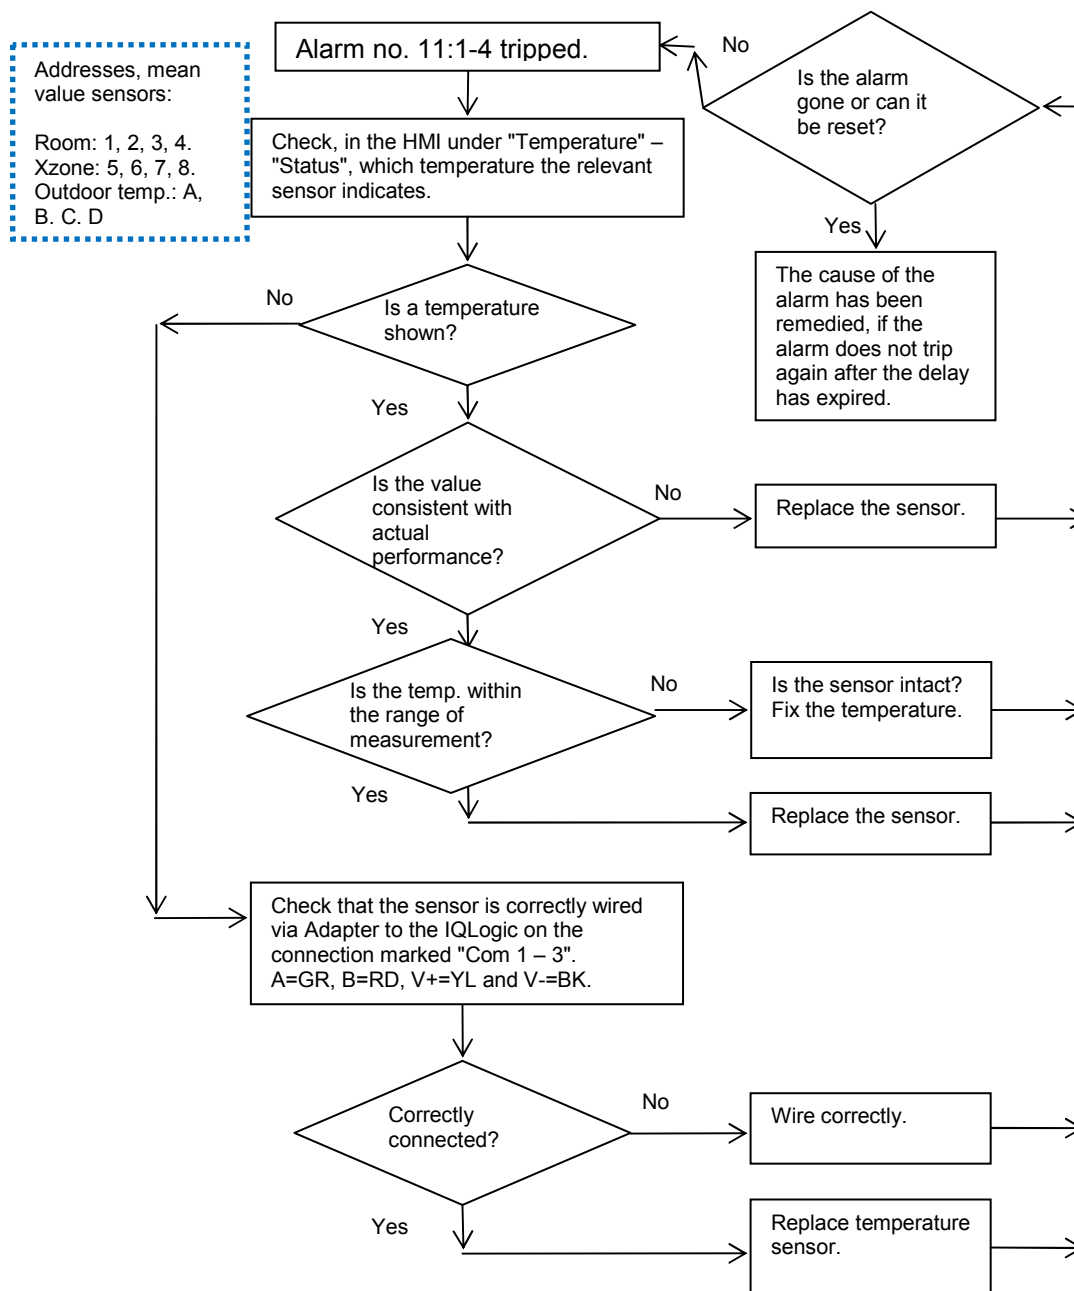 Alarm no. 11:1-4 tripped.
Addresses, mean
value sensors:
Room: 1, 2, 3, 4.
Xzone: 5, 6, 7, 8.
Outdoor temp.: A,
B. C. D
No
Is the alarm
gone or can it
be reset?
Check, in the HMI under "Temperature" –
"Status", which temperature the relevant
sensor indicates.
Yes
The cause of the
alarm has been
remedied, if the
alarm does not trip
again after the delay
has expired.
No
Is a temperature
shown?
Yes
Is the value
consistent with
actual
performance?
No
Replace the sensor.
Yes
Is the temp. within
the range of
measurement?
No
Is the sensor intact?
Fix the temperature.
Yes
Replace the sensor.
Check that the sensor is correctly wired
via Adapter to the IQLogic on the
connection marked "Com 1 – 3".
A=GR, B=RD, V+=YL and V-=BK.
Correctly
connected?
No
Wire correctly.
Yes
Replace temperature
sensor.